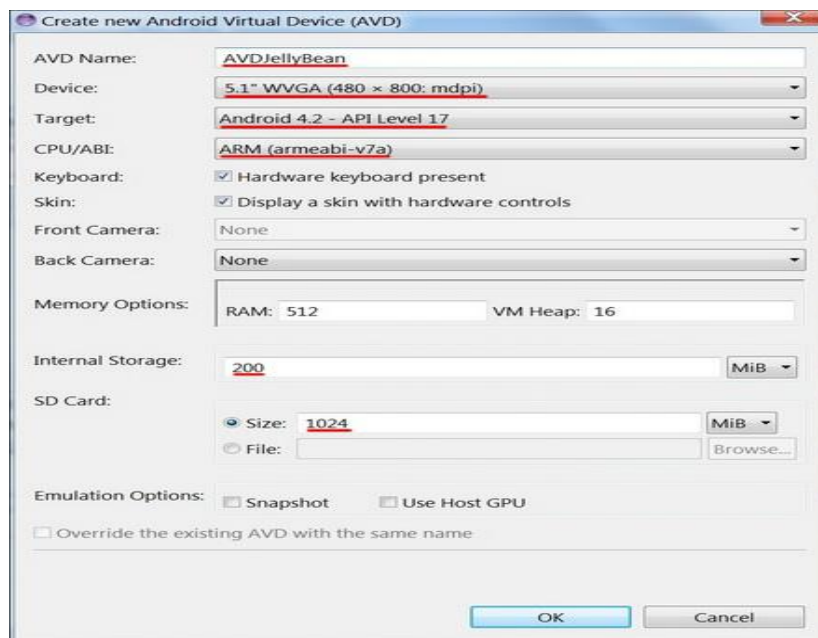 Create new Android Virtual Device (AVD)
AVD Name: AVDJellyBean
Device: 5.1" WVGA (480 × 800: mdpi)
Target: Android 4.2 - API Level 17
CPU/ABI: ARM (armeabi-v7a)
Keyboard: Hardware keyboard present
Skin: Display a skin with hardware controls
Front Camera: None
Back Camera: None
Memory Options: RAM: 512 VM Heap: 16
Internal Storage: 200 MiB
SD Card:
Size: 1024 MiB
File: Browse...
Emulation Options: Snapshot Use Host GPU
Override the existing AVD with the same name
OK Cancel